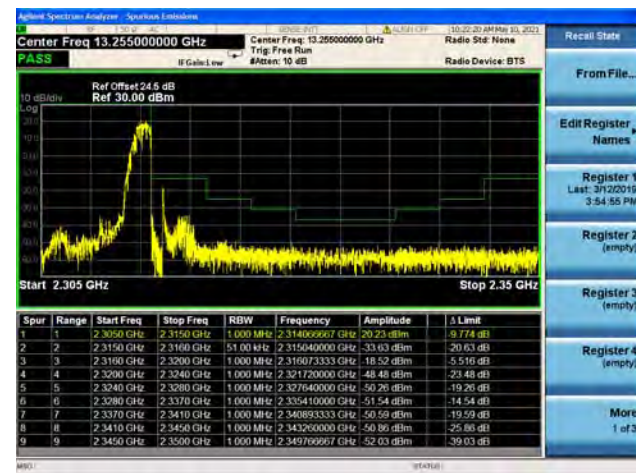 Agilent Spectrum Analyzer - Spurious Emissions
10:22:20 AM May 10, 2021
Center Freq 13.255000000 GHz
Center Freq: 13.255000000 GHz
Radio Std: None
Trig: Free Run
PASS
IFGain:Low
#Atten: 10 dB
Radio Device: BTS
Ref Offset 24.5 dB
10 dB/div
Ref 30.00 dBm
Log
Start 2.305 GHz
Stop 2.35 GHz
Spur Range Start Freq Stop Freq RBW Frequency Amplitude Δ Limit
1 1 2.3050 GHz 2.3150 GHz 1.000 MHz 2.314066667 GHz 20.23 dBm -9.774 dB
2 2 2.3150 GHz 2.3160 GHz 51.00 kHz 2.315040000 GHz -33.63 dBm -20.63 dB
3 3 2.3160 GHz 2.3200 GHz 1.000 MHz 2.316073333 GHz -18.52 dBm -5.516 dB
4 4 2.3200 GHz 2.3240 GHz 1.000 MHz 2.321720000 GHz -48.48 dBm -23.48 dB
5 5 2.3240 GHz 2.3280 GHz 1.000 MHz 2.327640000 GHz -50.26 dBm -19.26 dB
6 6 2.3280 GHz 2.3370 GHz 1.000 MHz 2.335410000 GHz -51.54 dBm -14.54 dB
7 7 2.3370 GHz 2.3410 GHz 1.000 MHz 2.340893333 GHz -50.59 dBm -19.59 dB
8 8 2.3410 GHz 2.3450 GHz 1.000 MHz 2.343260000 GHz -50.86 dBm -25.86 dB
9 9 2.3450 GHz 2.3500 GHz 1.000 MHz 2.349766667 GHz -52.03 dBm -39.03 dB
MSG
STATUS
Recall State
From File...
Edit Register
Names
Register 1
Last: 3/12/2019
3:54:55 PM
Register 2
(empty)
Register 3
(empty)
Register 4
(empty)
More
1 of 3